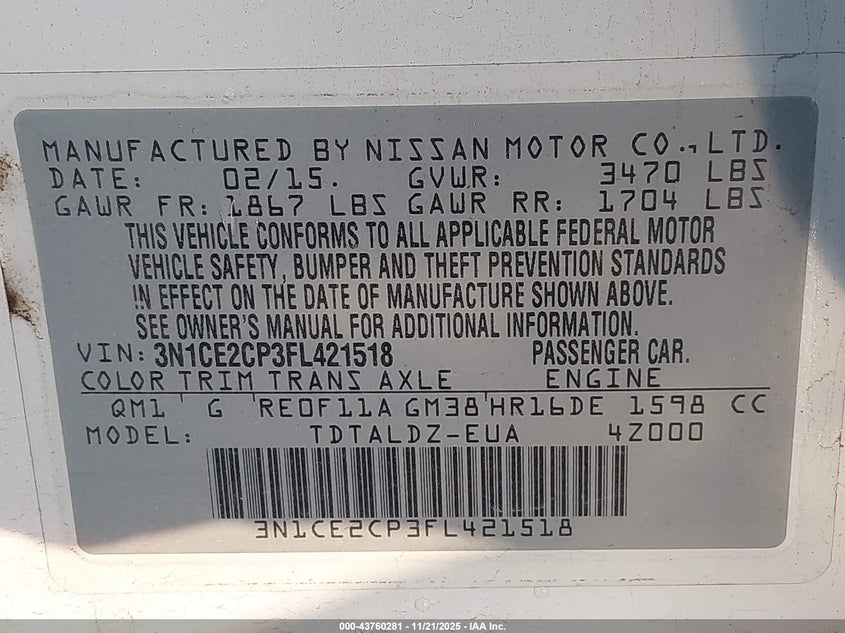 MANUFACTURED BY NISSAN MOTOR CO., LTD.
DATE: 02/15. GVWR: 3470 LBS
GAWR FR: 1867 LBS GAWR RR: 1704 LBS
THIS VEHICLE CONFORMS TO ALL APPLICABLE FEDERAL MOTOR
VEHICLE SAFETY, BUMPER AND THEFT PREVENTION STANDARDS
IN EFFECT ON THE DATE OF MANUFACTURE SHOWN ABOVE.
SEE OWNER'S MANUAL FOR ADDITIONAL INFORMATION.
VIN: 3N1CE2CP3FL421518 PASSENGER CAR.
COLOR TRIM TRANS AXLE ENGINE
QM1 G RE0F11A GM38 HR16DE 1598 CC
MODEL: TDTALDZ-EUA 4Z000
3N1CE2CP3FL421518
000-43760281 - 11/21/2025 - IAA Inc.